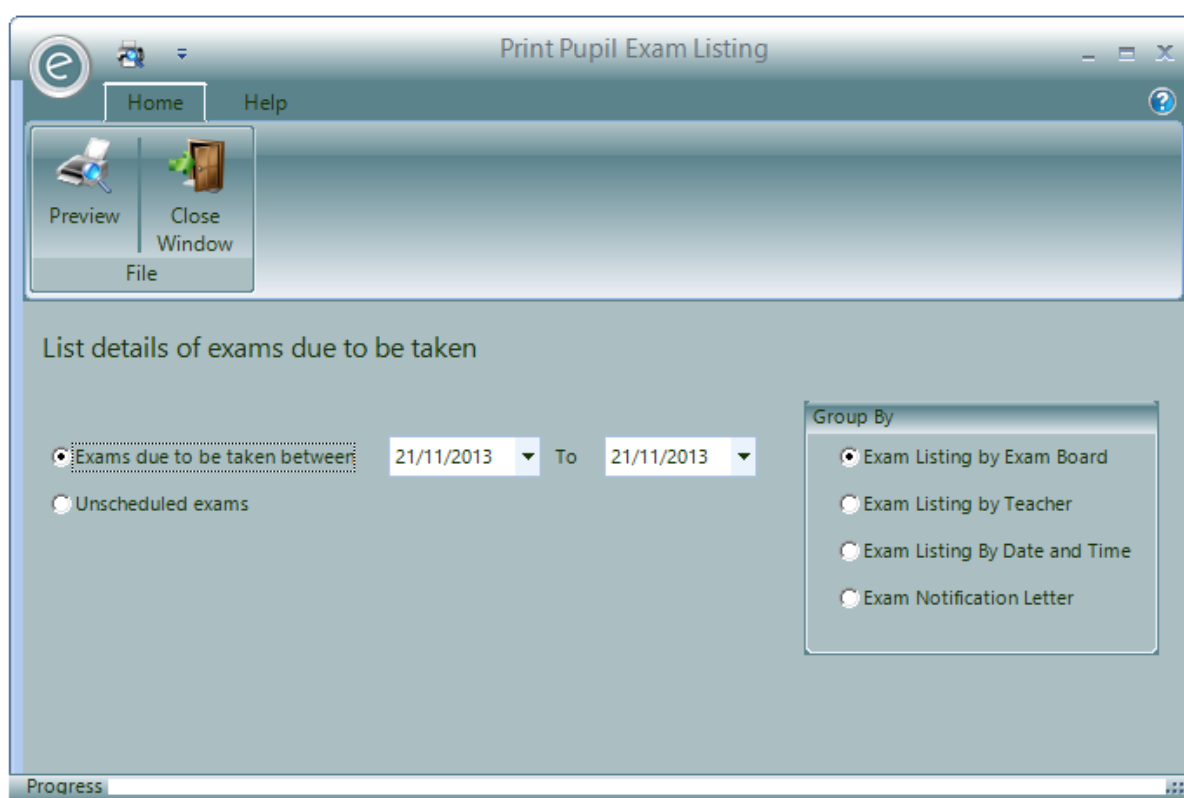 Print Pupil Exam Listing
Home Help
Preview
Close
Window
File
List details of exams due to be taken
Exams due to be taken between 21/11/2013 To 21/11/2013
Unscheduled exams
Group By
Exam Listing by Exam Board
Exam Listing by Teacher
Exam Listing By Date and Time
Exam Notification Letter
Progress